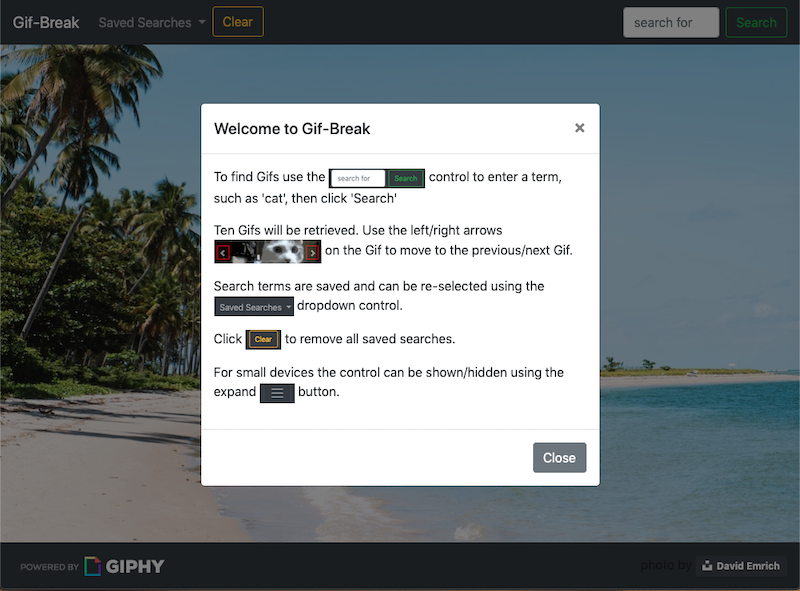 Gif-Break Saved Searches Clear search for Search
Welcome to Gif-Break ×
To find Gifs use the search for Search control to enter a term,
such as 'cat', then click 'Search'
Ten Gifs will be retrieved. Use the left/right arrows
on the Gif to move to the previous/next Gif.
Search terms are saved and can be re-selected using the
Saved Searches dropdown control.
Click Clear to remove all saved searches.
For small devices the control can be shown/hidden using the
expand button.
Close
POWERED BY GIPHY photo by David Emrich